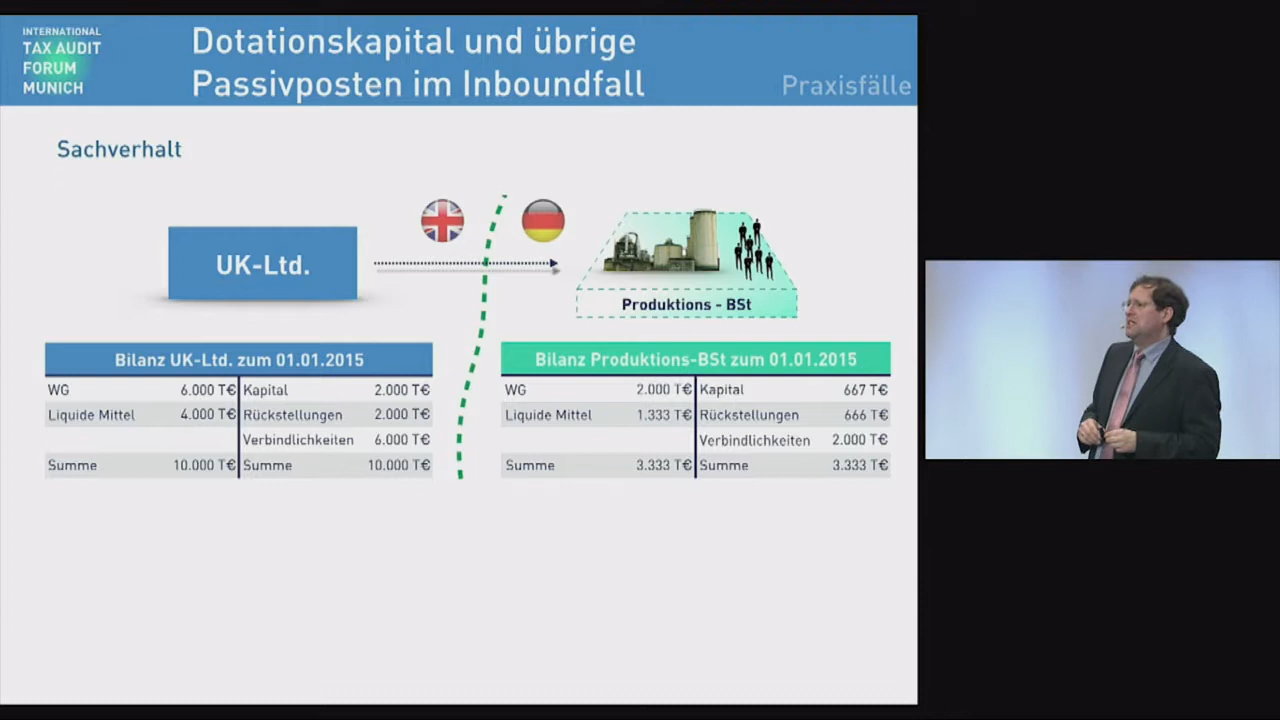 INTERNATIONAL
TAX AUDIT
FORUM
MUNICH
Dotationskapital und übrige
Passivposten im Inboundfall
Praxisfälle
Sachverhalt
UK-Ltd.
Produktions - BSt
Bilanz UK-Ltd. zum 01.01.2015
WG 6.000 T€ Kapital 2.000 T€
Liquide Mittel 4.000 T€ Rückstellungen 2.000 T€
Verbindlichkeiten 6.000 T€
Summe 10.000 T€ Summe 10.000 T€
Bilanz Produktions-BSt zum 01.01.2015
WG 2.000 T€ Kapital 667 T€
Liquide Mittel 1.333 T€ Rückstellungen 666 T€
Verbindlichkeiten 2.000 T€
Summe 3.333 T€ Summe 3.333 T€